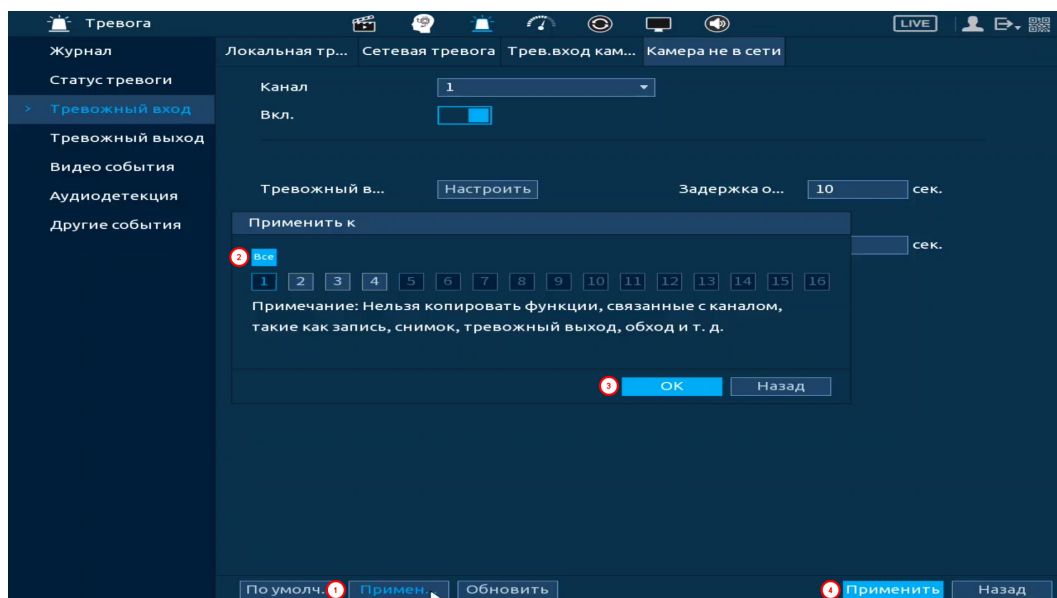 Тревога
LIVE
Журнал
Локальная тр... Сетевая тревога Трев.вход кам... Камера не в сети
Статус тревоги
Канал 1
> Тревожный вход
Вкл.
Тревожный выход
Видео события
Тревожный в... Настроить Задержка о... 10 сек.
Аудиодетекция
Другие события
Применить к
сек.
2 Все
1 2 3 4 5 6 7 8 9 10 11 12 13 14 15 16
Примечание: Нельзя копировать функции, связанные с каналом,
такие как запись, снимок, тревожный выход, обход и т. д.
3 OK Назад
По умолч. 1 Примен.. Обновить 4 Применить Назад